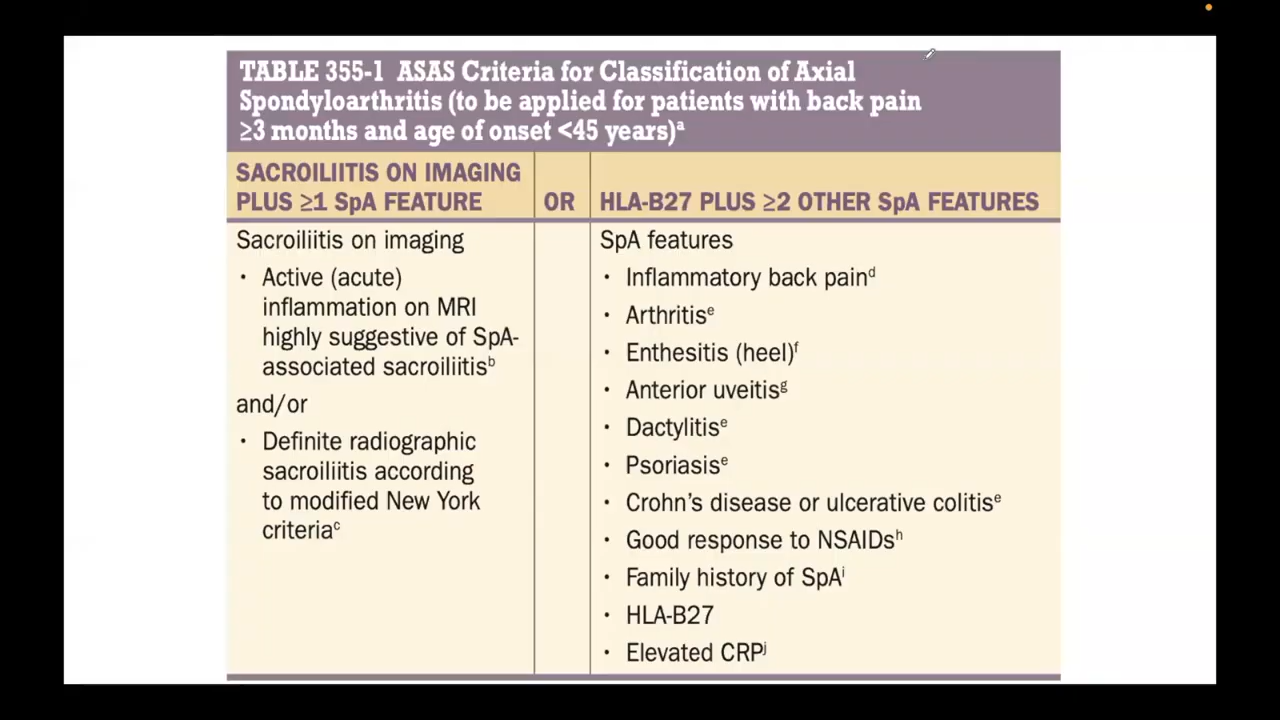 TABLE 355-1 ASAS Criteria for Classification of Axial
Spondyloarthritis (to be applied for patients with back pain
≥3 months and age of onset <45 years)ᵃ
SACROILIITIS ON IMAGING
PLUS ≥1 SpA FEATURE
OR
HLA-B27 PLUS ≥2 OTHER SpA FEATURES
Sacroiliitis on imaging
• Active (acute)
inflammation on MRI
highly suggestive of SpA-
associated sacroiliitisᵇ
and/or
• Definite radiographic
sacroiliitis according
to modified New York
criteriaᶜ
SpA features
• Inflammatory back painᵈ
• Arthritisᵉ
• Enthesitis (heel)ᶠ
• Anterior uveitisᵍ
• Dactylitisᵉ
• Psoriasisᵉ
• Crohn’s disease or ulcerative colitisᵉ
• Good response to NSAIDsʰ
• Family history of SpAⁱ
• HLA-B27
• Elevated CRPʲ